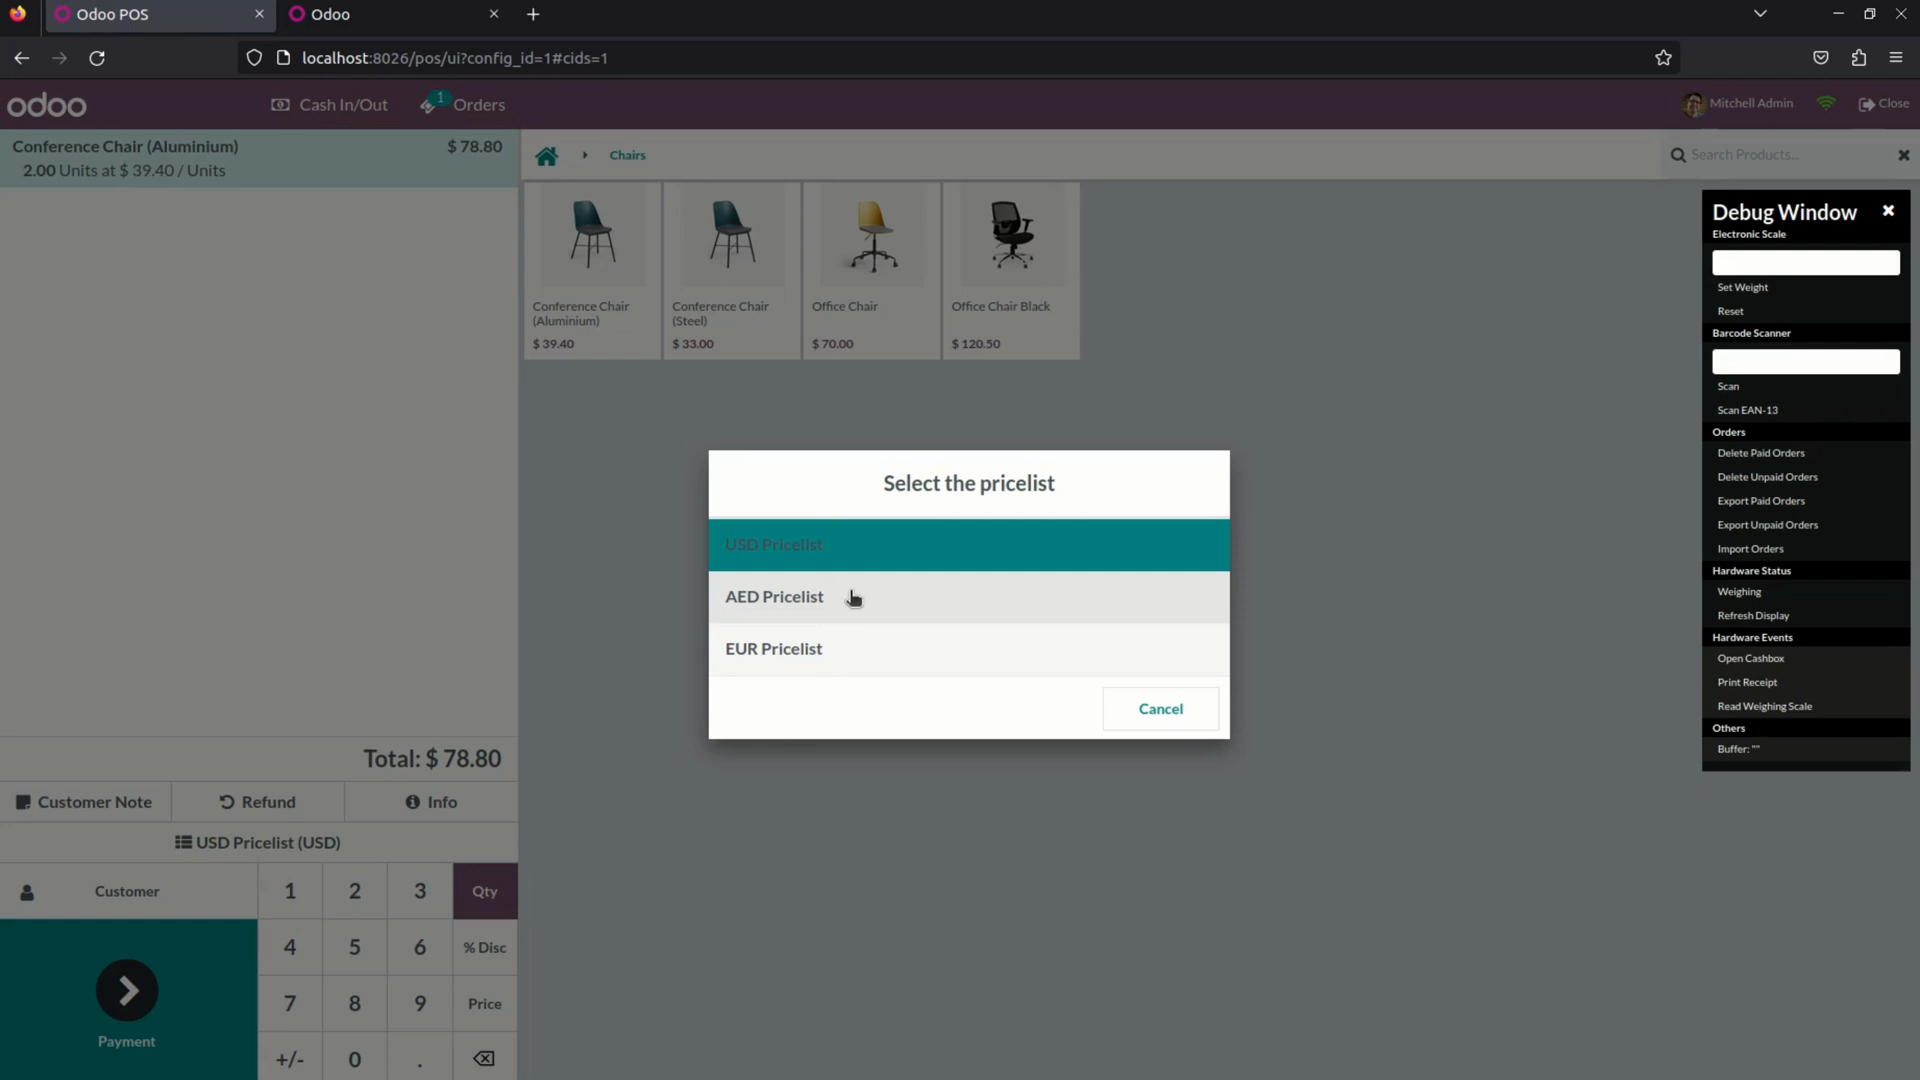 Odoo POS
Odoo
localhost:8026/pos/ui?config_id=1#cids=1
odoo
Cash In/Out
1
Orders
Mitchell Admin
Close
Conference Chair (Aluminium)
$ 78.80
2.00 Units at $ 39.40 / Units
Chairs
Search Products...
Conference Chair
(Aluminium)
$ 39.40
Conference Chair
(Steel)
$ 33.00
Office Chair
$ 70.00
Office Chair Black
$ 120.50
Debug Window
Electronic Scale
Set Weight
Reset
Barcode Scanner
Scan
Scan EAN-13
Orders
Delete Paid Orders
Delete Unpaid Orders
Export Paid Orders
Export Unpaid Orders
Import Orders
Hardware Status
Weighing
Refresh Display
Hardware Events
Open Cashbox
Print Receipt
Read Weighing Scale
Others
Buffer: ""
Select the pricelist
USD Pricelist
AED Pricelist
EUR Pricelist
Cancel
Total: $ 78.80
Customer Note
Refund
Info
USD Pricelist (USD)
Customer
1 2 3 Qty
4 5 6 % Disc
7 8 9 Price
+/- 0 .
Payment